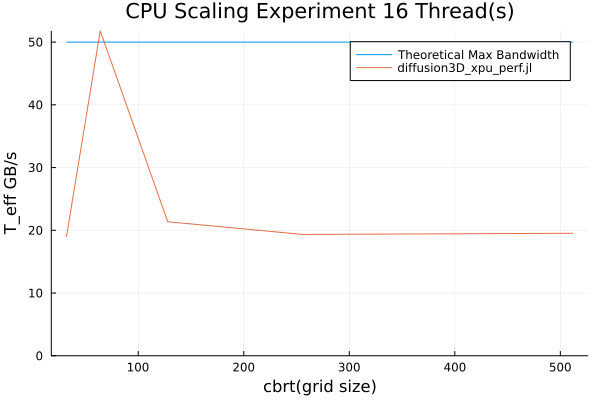 CPU Scaling Experiment 16 Thread(s)
Theoretical Max Bandwidth
diffusion3D_xpu_perf.jl
T_eff GB/s
50
40
30
20
10
0
100
200
300
400
500
cbrt(grid size)